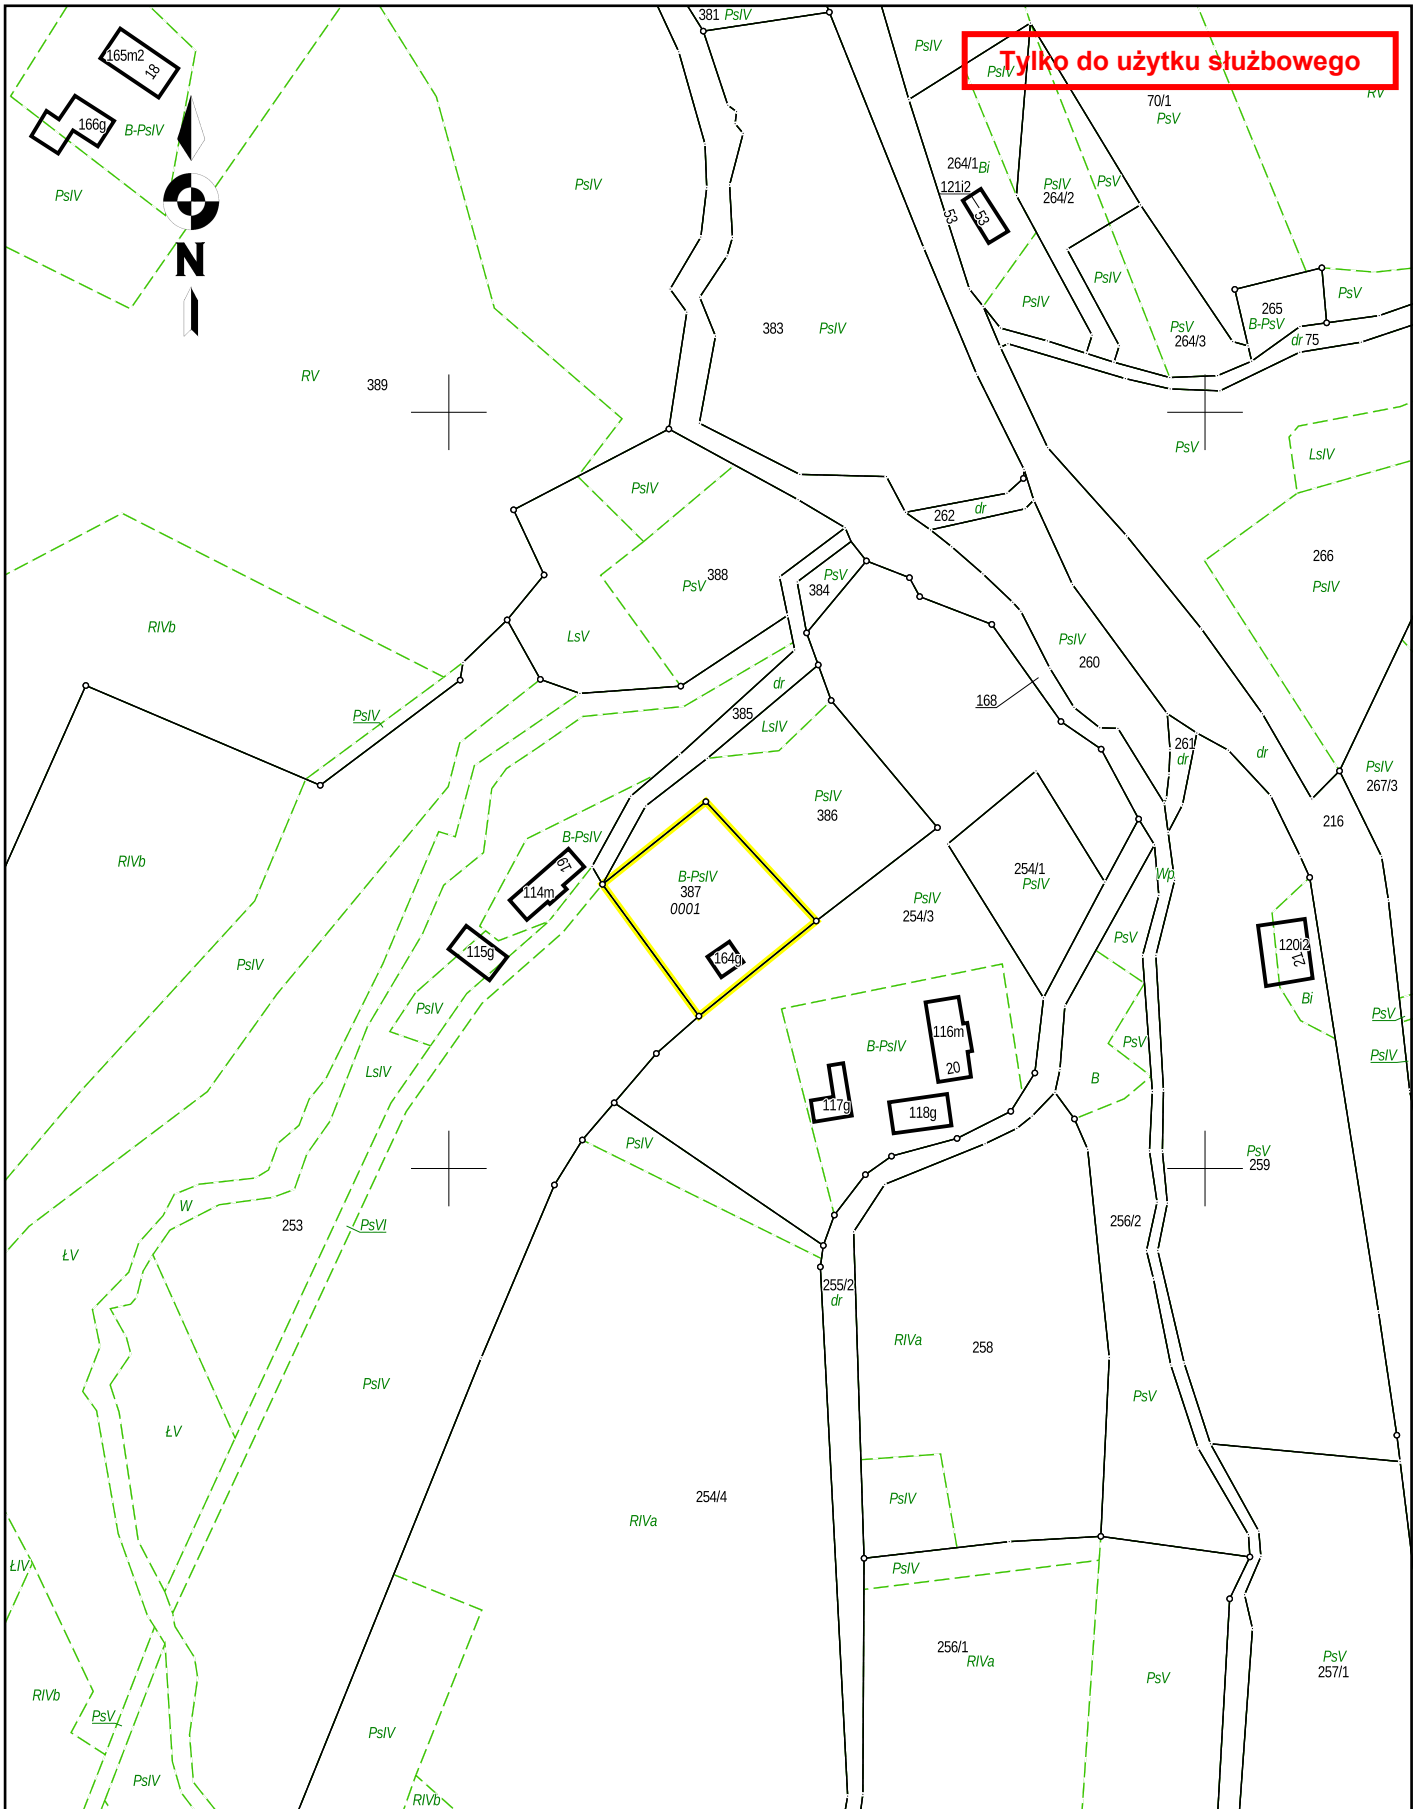 381 PsIV
165m2
18
166g
B-PsIV
PsIV
N
PsIV
PsIV
PsIV
Tylko do użytku służbowego
RV
70/1
PsV
264/1 Bi
121i2
53
53
PsIV
264/2
PsV
PsIV
PsIV
PsV
264/3
265
B-PsV
PsV
dr 75
383 PsIV
RV
389
PsV
LsIV
PsIV
262 dr
266
PsIV
PsV 388
PsV
384
RIVb
LsV
PsIV
260
168
dr
385
LsIV
PsIV
261
dr
dr
PsIV
267/3
216
PsIV
386
RIVb
B-PsIV
19
114m
115g
B-PsIV
387
0001
164g
254/1
PsIV
Wp
PsIV
254/3
PsV
120i2
21
Bi
PsIV
PsIV
PsV
PsIV
LsIV
B-PsIV
116m
20
117g
118g
PsV
B
PsIV
PsV
259
W
253
PsVI
256/2
ŁV
255/2
dr
RIVa
258
PsIV
PsV
ŁV
254/4
RIVa
PsIV
ŁIV
PsIV
256/1
RIVa
PsV
PsV
257/1
RIVb
PsV
PsIV
PsIV
RIVb